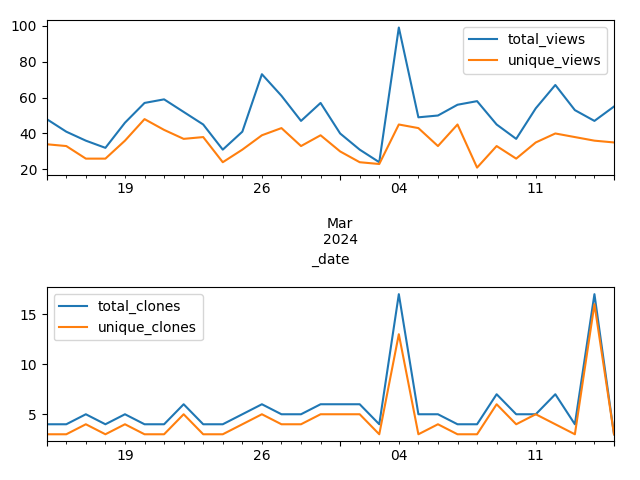 100
80
60
40
20
total_views
unique_views
19
26
04
11
Mar
2024
_date
15
10
5
total_clones
unique_clones
19
26
04
11